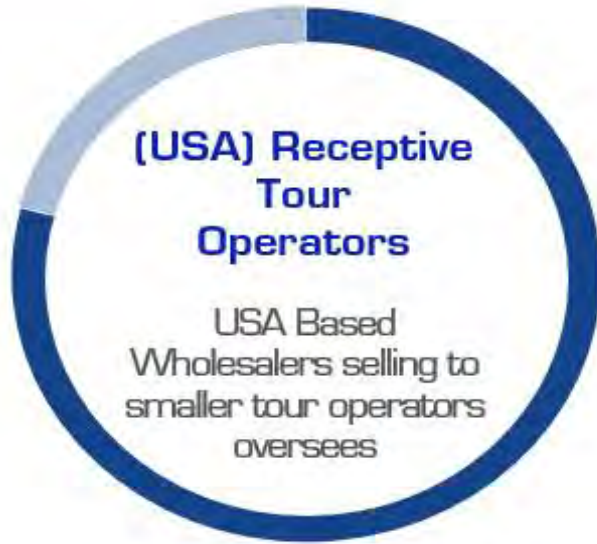 (USA) Receptive
Tour
Operators
USA Based
Wholesalers selling to
smaller tour operators
oversees